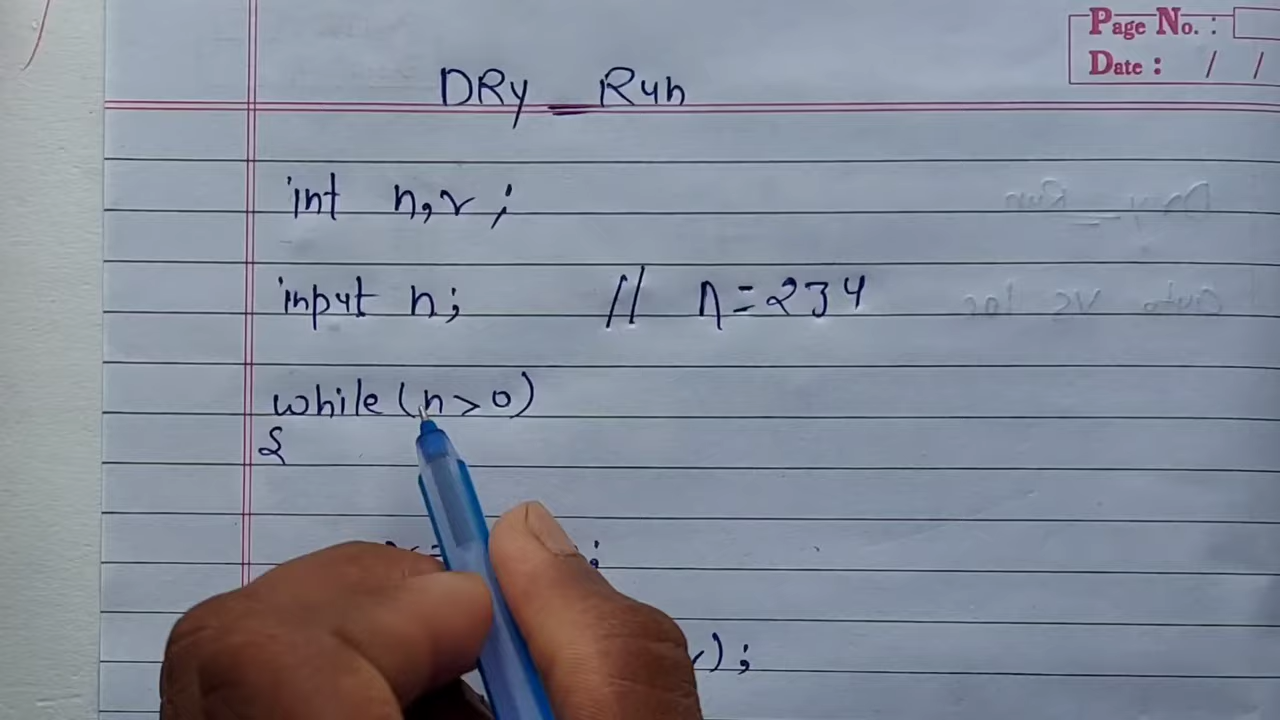 Page No. :
Date : / /
DRy _ Run
int n,r ;
input n; // n=234
while (n > 0)
{
r= ;
) ;